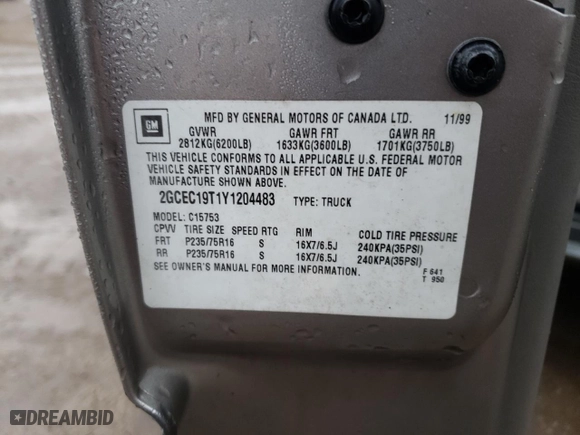 MFD BY GENERAL MOTORS OF CANADA LTD. 11/99
GM
GVWR GAWR FRT GAWR RR
2812KG(6200LB) 1633KG(3600LB) 1701KG(3750LB)
THIS VEHICLE CONFORMS TO ALL APPLICABLE U.S. FEDERAL MOTOR
VEHICLE SAFETY STANDARDS IN EFFECT ON THE DATE OF
MANUFACTURE SHOWN ABOVE.
2GCEC19T1Y1204483 TYPE: TRUCK
MODEL: C15753
CPVV TIRE SIZE SPEED RTG RIM COLD TIRE PRESSURE
FRT P235/75R16 S 16X7/6.5J 240KPA(35PSI)
RR P235/75R16 S 16X7/6.5J 240KPA(35PSI)
SEE OWNER'S MANUAL FOR MORE INFORMATION.
F 641
T 950
DREAMBID